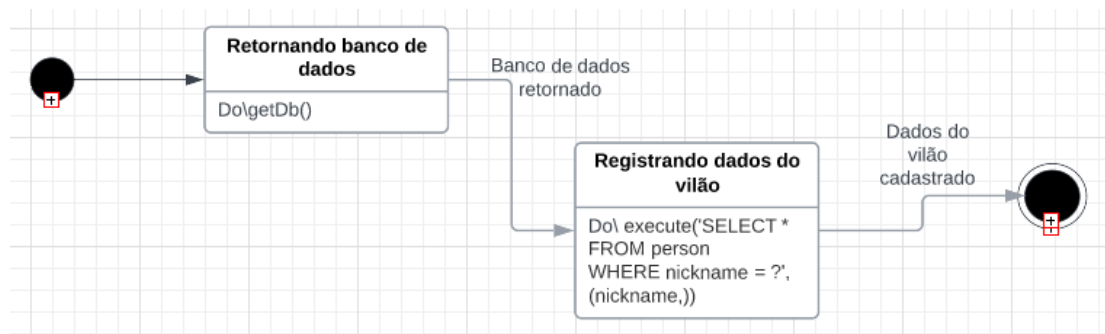 Retornando banco de
dados
Do\getDb()
Banco de dados
retornado
Registrando dados do
vilão
Do\ execute('SELECT *
FROM person
WHERE nickname = ?',
(nickname,))
Dados do
vilão
cadastrado